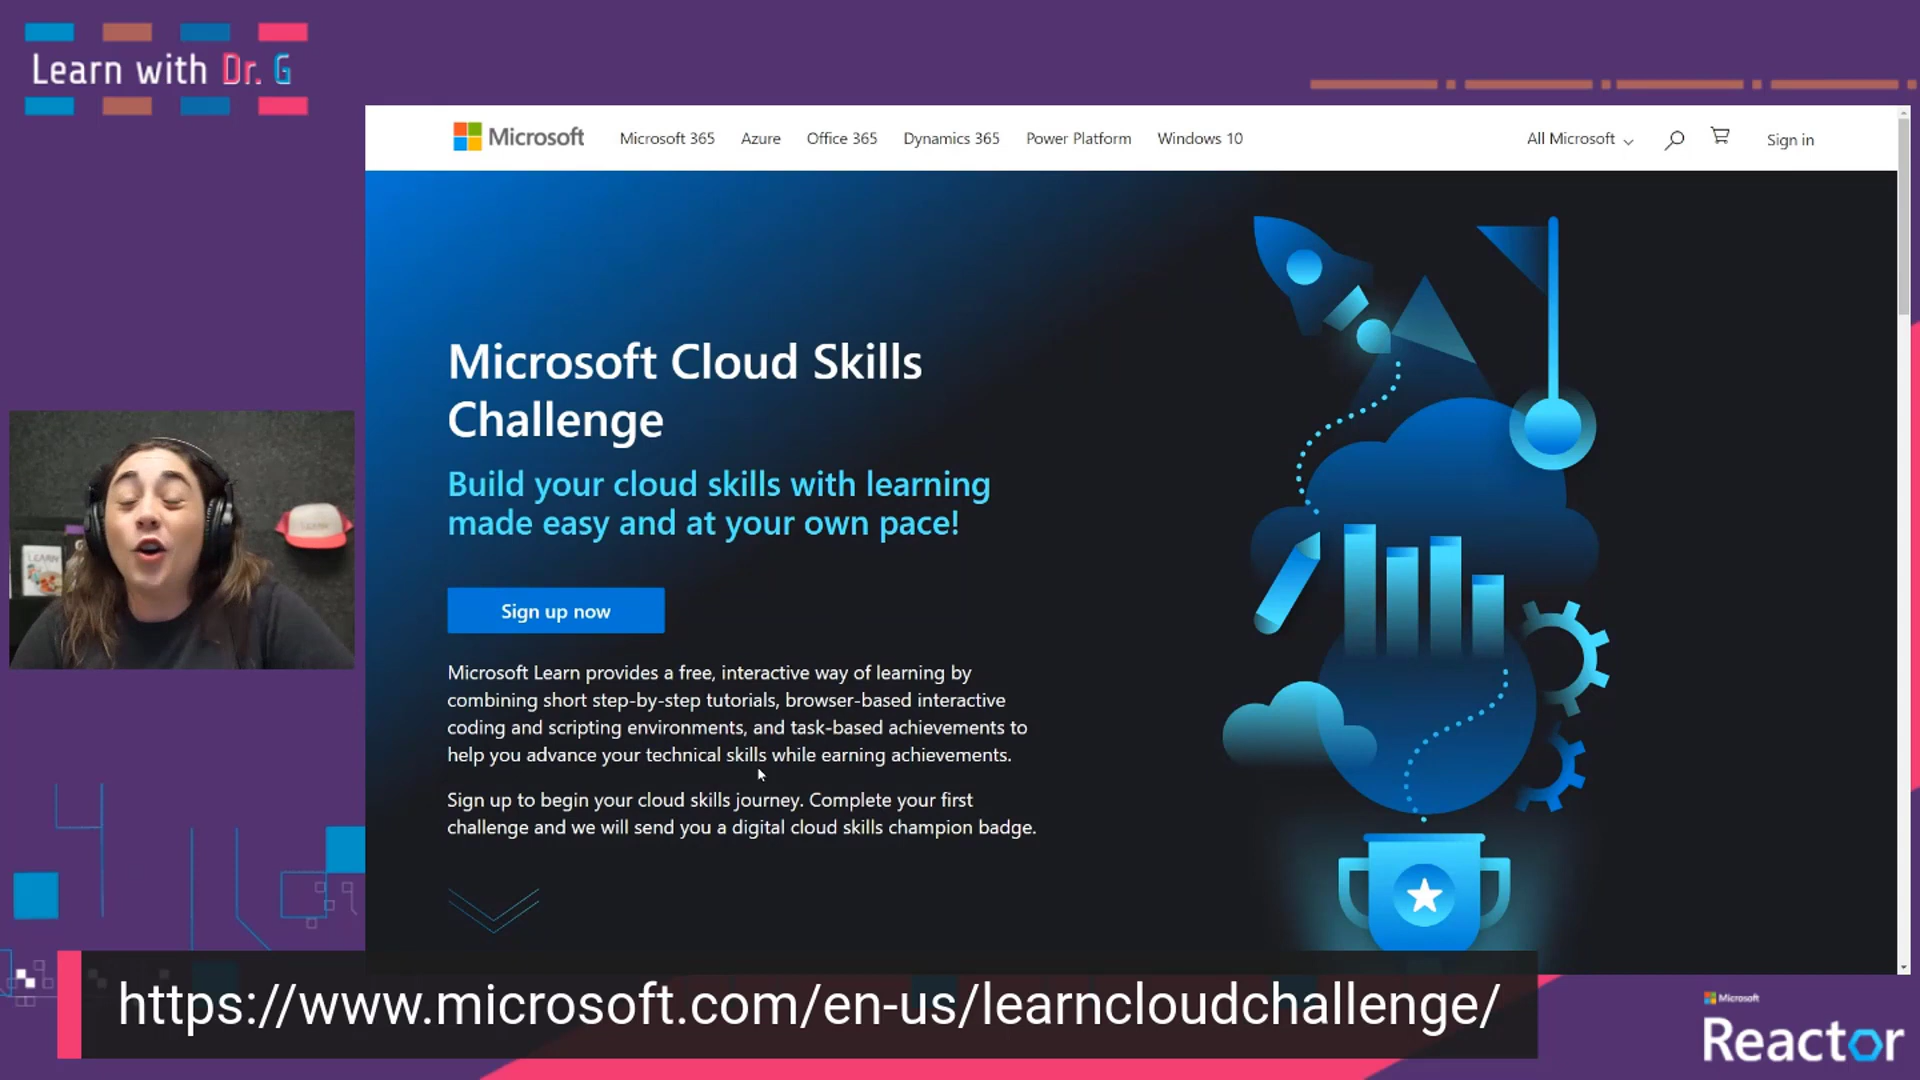 Learn with Dr. G
Microsoft
Microsoft 365
Azure
Office 365
Dynamics 365
Power Platform
Windows 10
All Microsoft
Sign in
Microsoft Cloud Skills
Challenge
Build your cloud skills with learning
made easy and at your own pace!
Sign up now
Microsoft Learn provides a free, interactive way of learning by
combining short step-by-step tutorials, browser-based interactive
coding and scripting environments, and task-based achievements to
help you advance your technical skills while earning achievements.
Sign up to begin your cloud skills journey. Complete your first
challenge and we will send you a digital cloud skills champion badge.
https://www.microsoft.com/en-us/learncloudchallenge/
Microsoft
Reactor